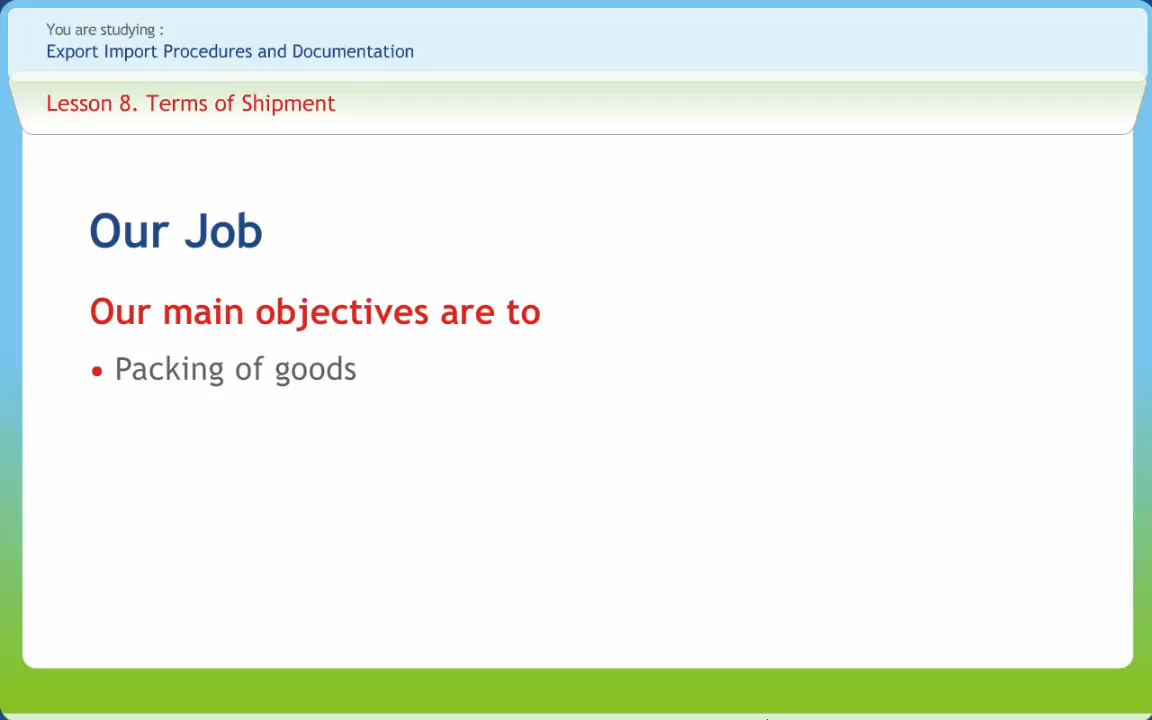 You are studying :
Export Import Procedures and Documentation
Lesson 8. Terms of Shipment
Our Job
Our main objectives are to
• Packing of goods